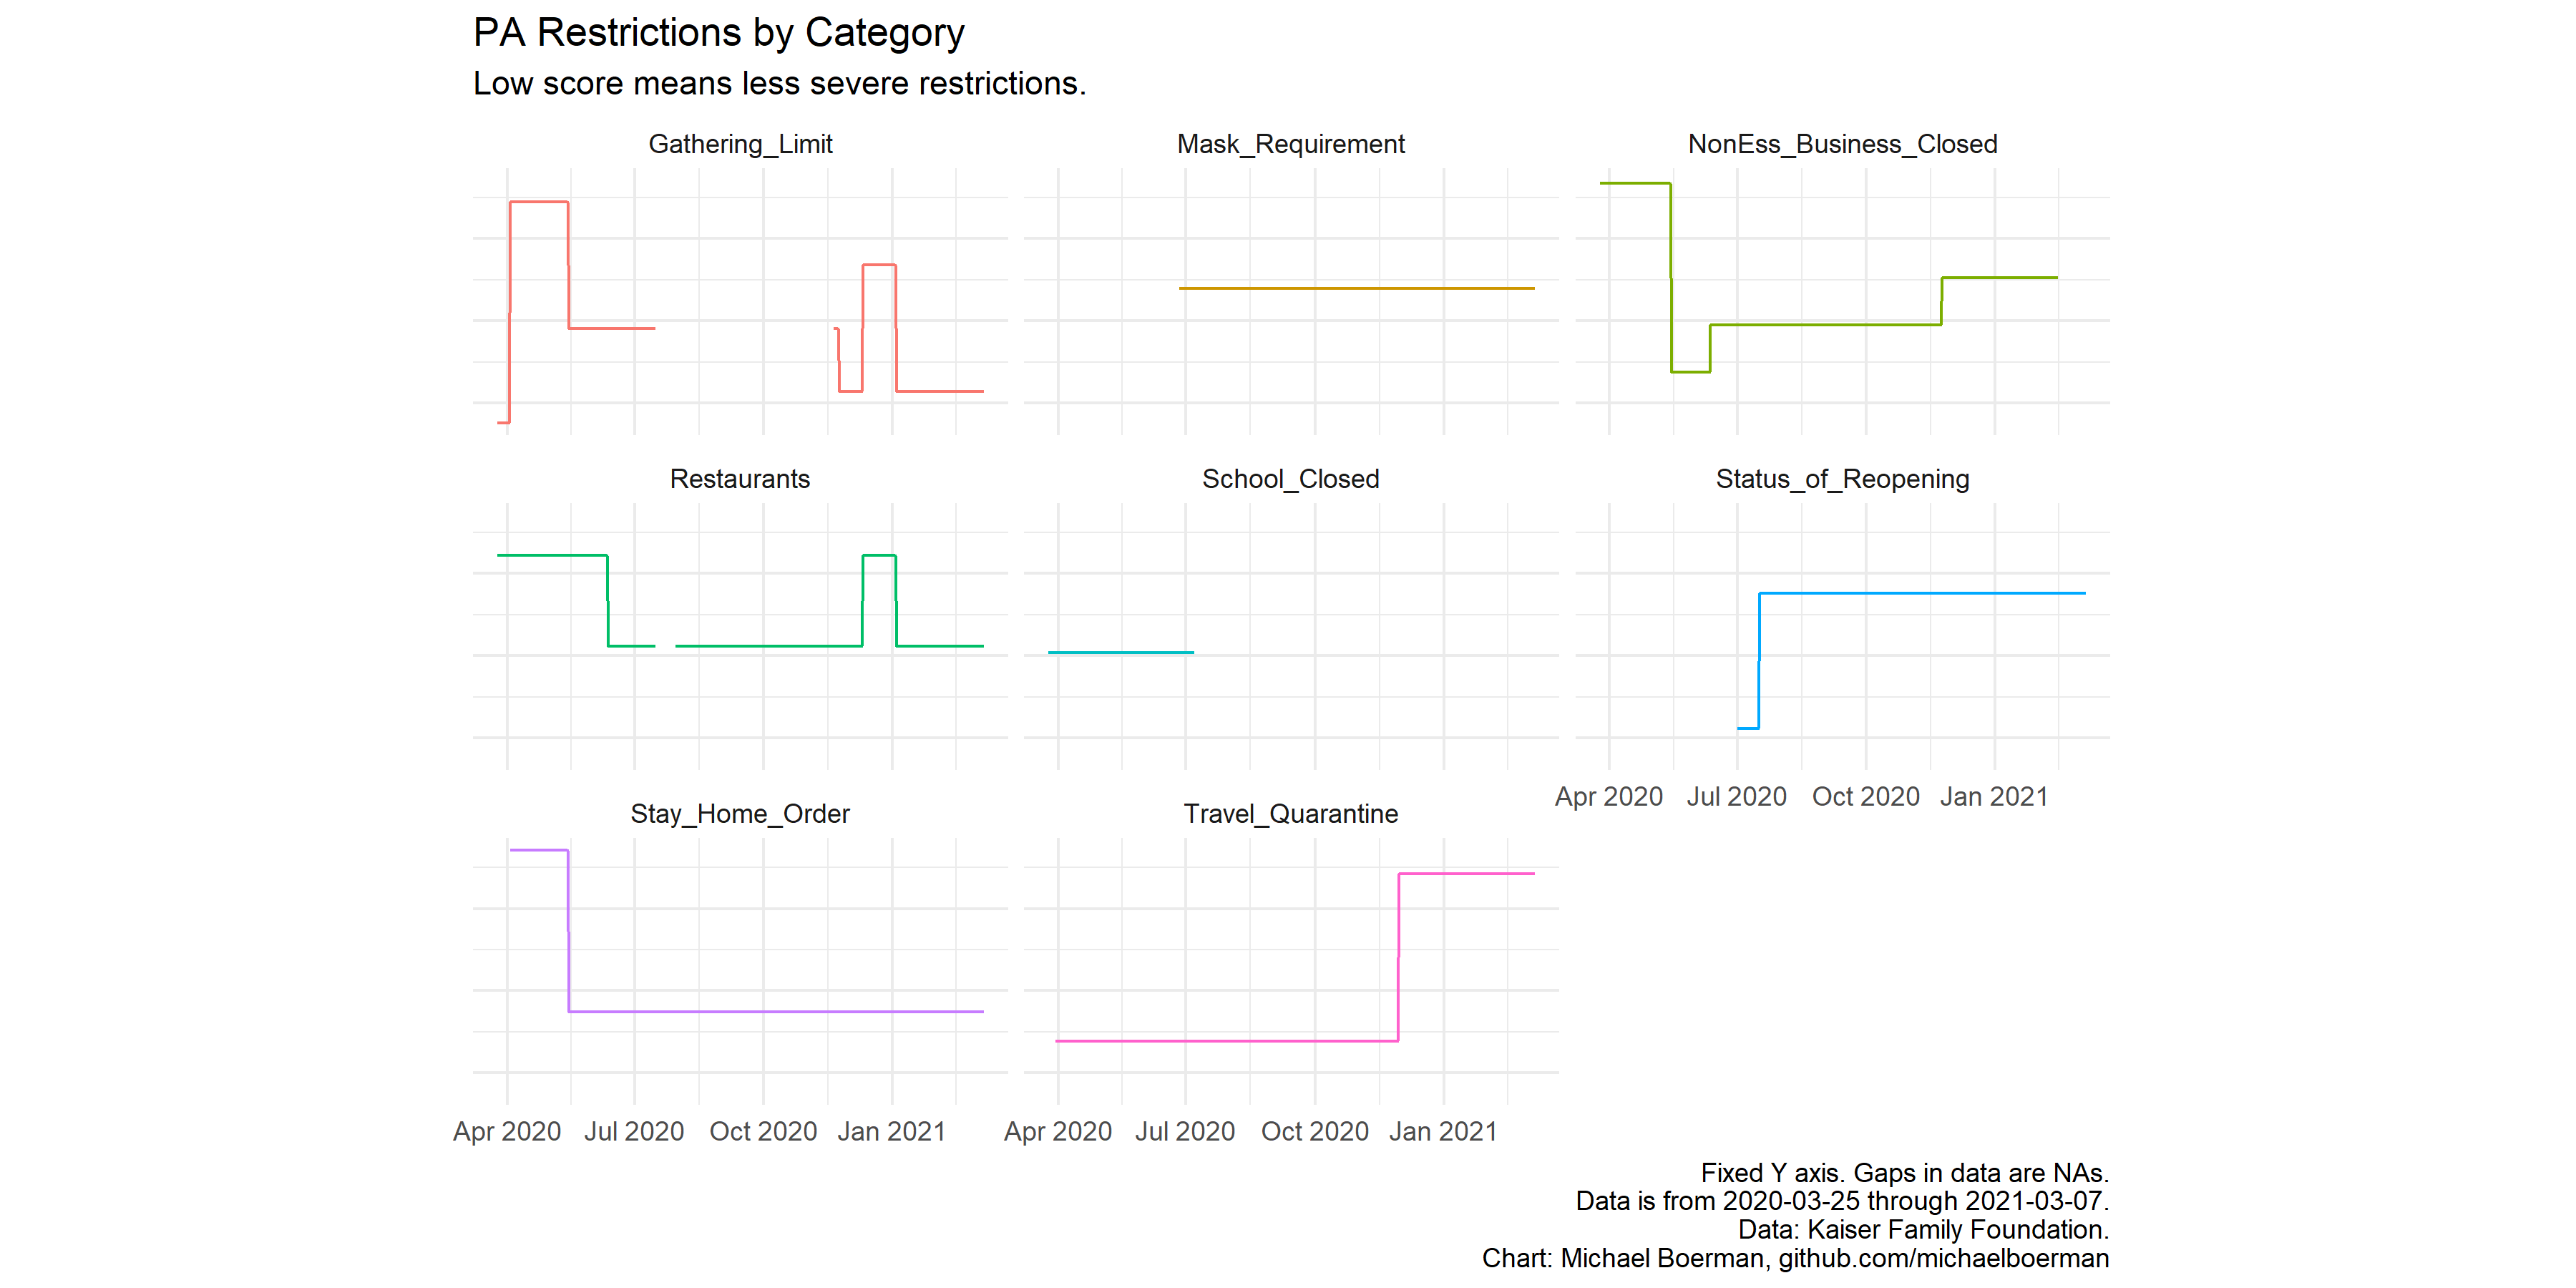 PA Restrictions by Category
Low score means less severe restrictions.
Gathering_Limit
Mask_Requirement
NonEss_Business_Closed
Restaurants
School_Closed
Status_of_Reopening
Apr 2020 Jul 2020 Oct 2020 Jan 2021
Stay_Home_Order
Travel_Quarantine
Apr 2020 Jul 2020 Oct 2020 Jan 2021
Apr 2020 Jul 2020 Oct 2020 Jan 2021
Fixed Y axis. Gaps in data are NAs.
Data is from 2020-03-25 through 2021-03-07.
Data: Kaiser Family Foundation.
Chart: Michael Boerman, github.com/michaelboerman